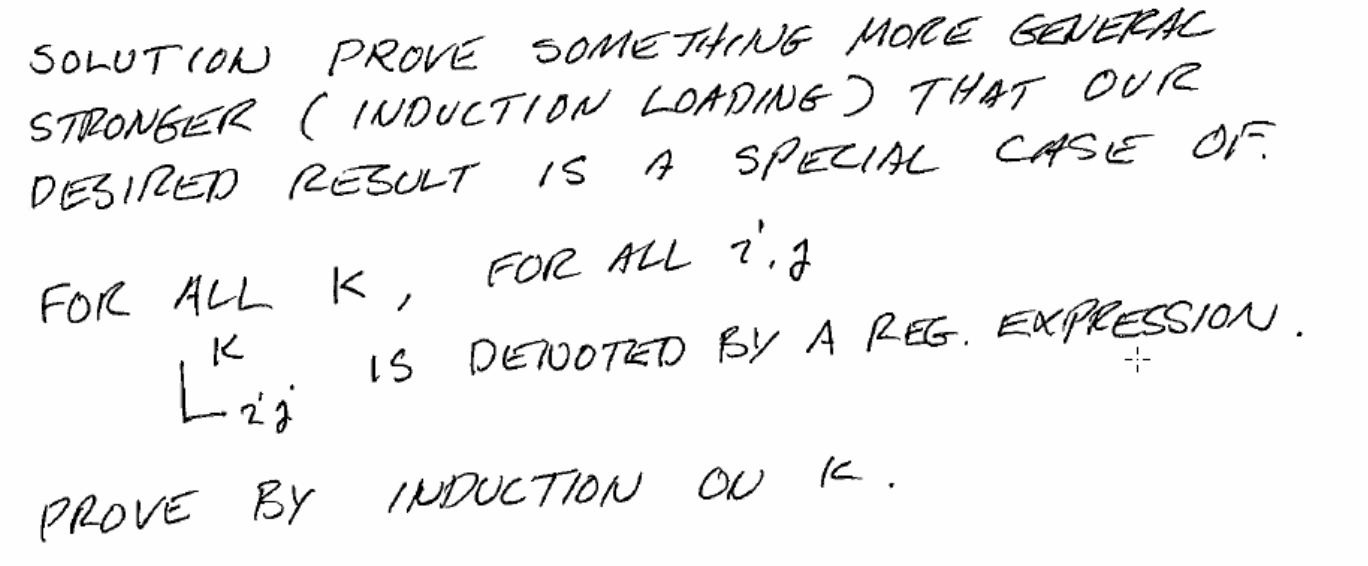 SOLUTION PROVE SOMETHING MORE GENERAL
STRONGER (INDUCTION LOADING) THAT OUR
DESIRED RESULT IS A SPECIAL CASE OF.
FOR ALL K, FOR ALL i,j
L^K_ij IS DENOTED BY A REG. EXPRESSION.
PROVE BY INDUCTION ON K.